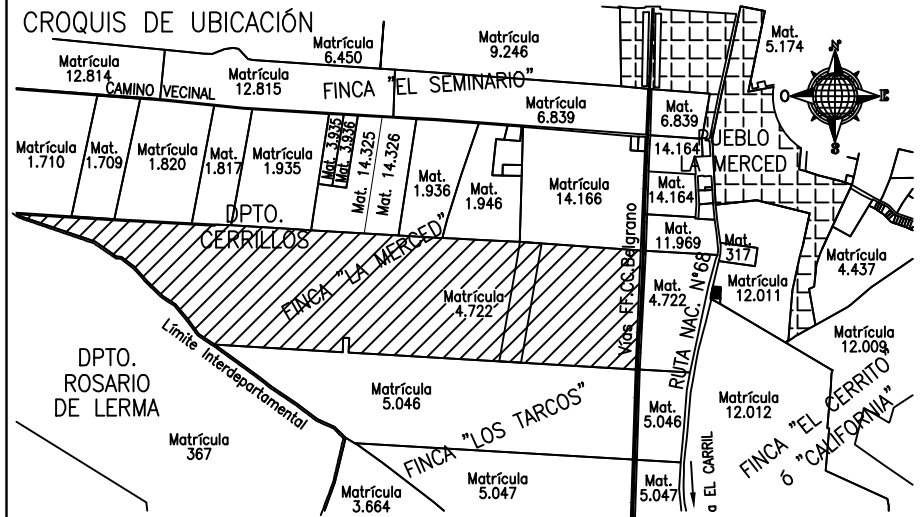 CROQUIS DE UBICACIÓN
Matrícula
6.450
Matrícula
9.246
Mat.
5.174
N
O
E
S
Matrícula
12.814
CAMINO VECINAL
Matrícula
12.815
FINCA "EL SEMINARIO"
Matrícula
6.839
Mat.
6.839
Matrícula
1.710
Mat.
1.709
Matrícula
1.820
Mat.
1.817
Matrícula
1.935
Mat. 3.935
Mat. 3.936
Mat. 14.325
Mat. 14.326
Mat.
1.936
Mat.
1.946
Matrícula
14.166
14.164
Mat.
14.164
PUEBLO
MERCED
DPTO.
CERRILLOS
Mat.
11.969
Mat.
317
Matrícula
4.437
FINCA "LA MERCED"
Matrícula
4.722
Vías FF.CC.Belgrano
Mat.
4.722
RUTA NAC. N°68
Matrícula
12.011
Matrícula
12.009
Límite Interdepartamental
DPTO.
ROSARIO
DE LERMA
Matrícula
5.046
Mat.
5.046
Matrícula
12.012
FINCA "EL CERRITO"
ó "CALIFORNIA"
Matrícula
367
FINCA "LOS TARCOS"
Matrícula
3.664
Matrícula
5.047
Mat.
5.047
a EL CARRIL